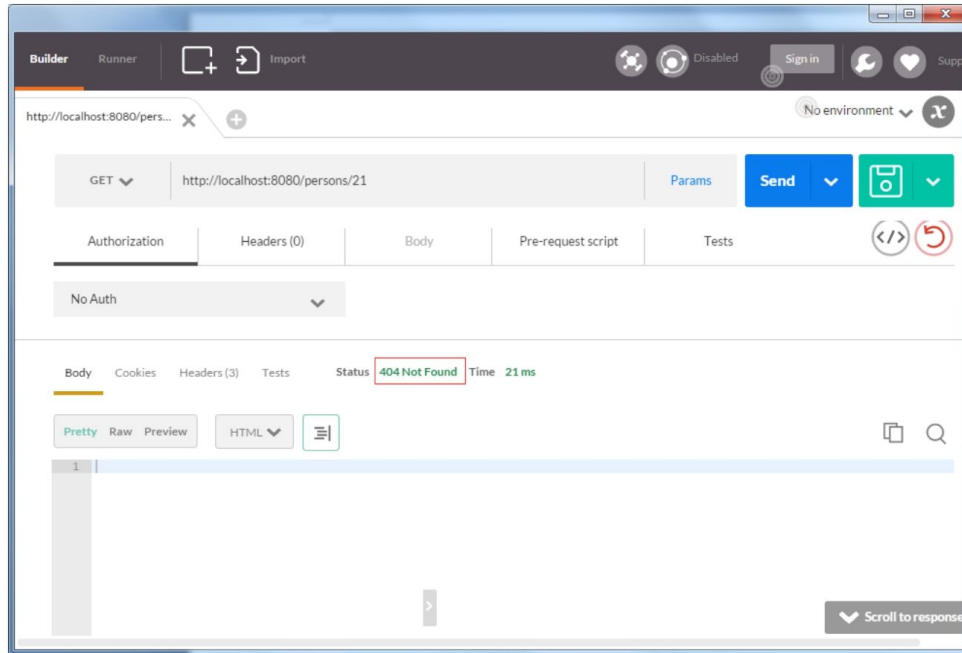 Builder Runner Import Disabled Sign in Supp
http://localhost:8080/pers... No environment x
GET http://localhost:8080/persons/21 Params Send
Authorization Headers (0) Body Pre-request script Tests </>
No Auth
Body Cookies Headers (3) Tests Status 404 Not Found Time 21 ms
Pretty Raw Preview HTML
1
Scroll to response